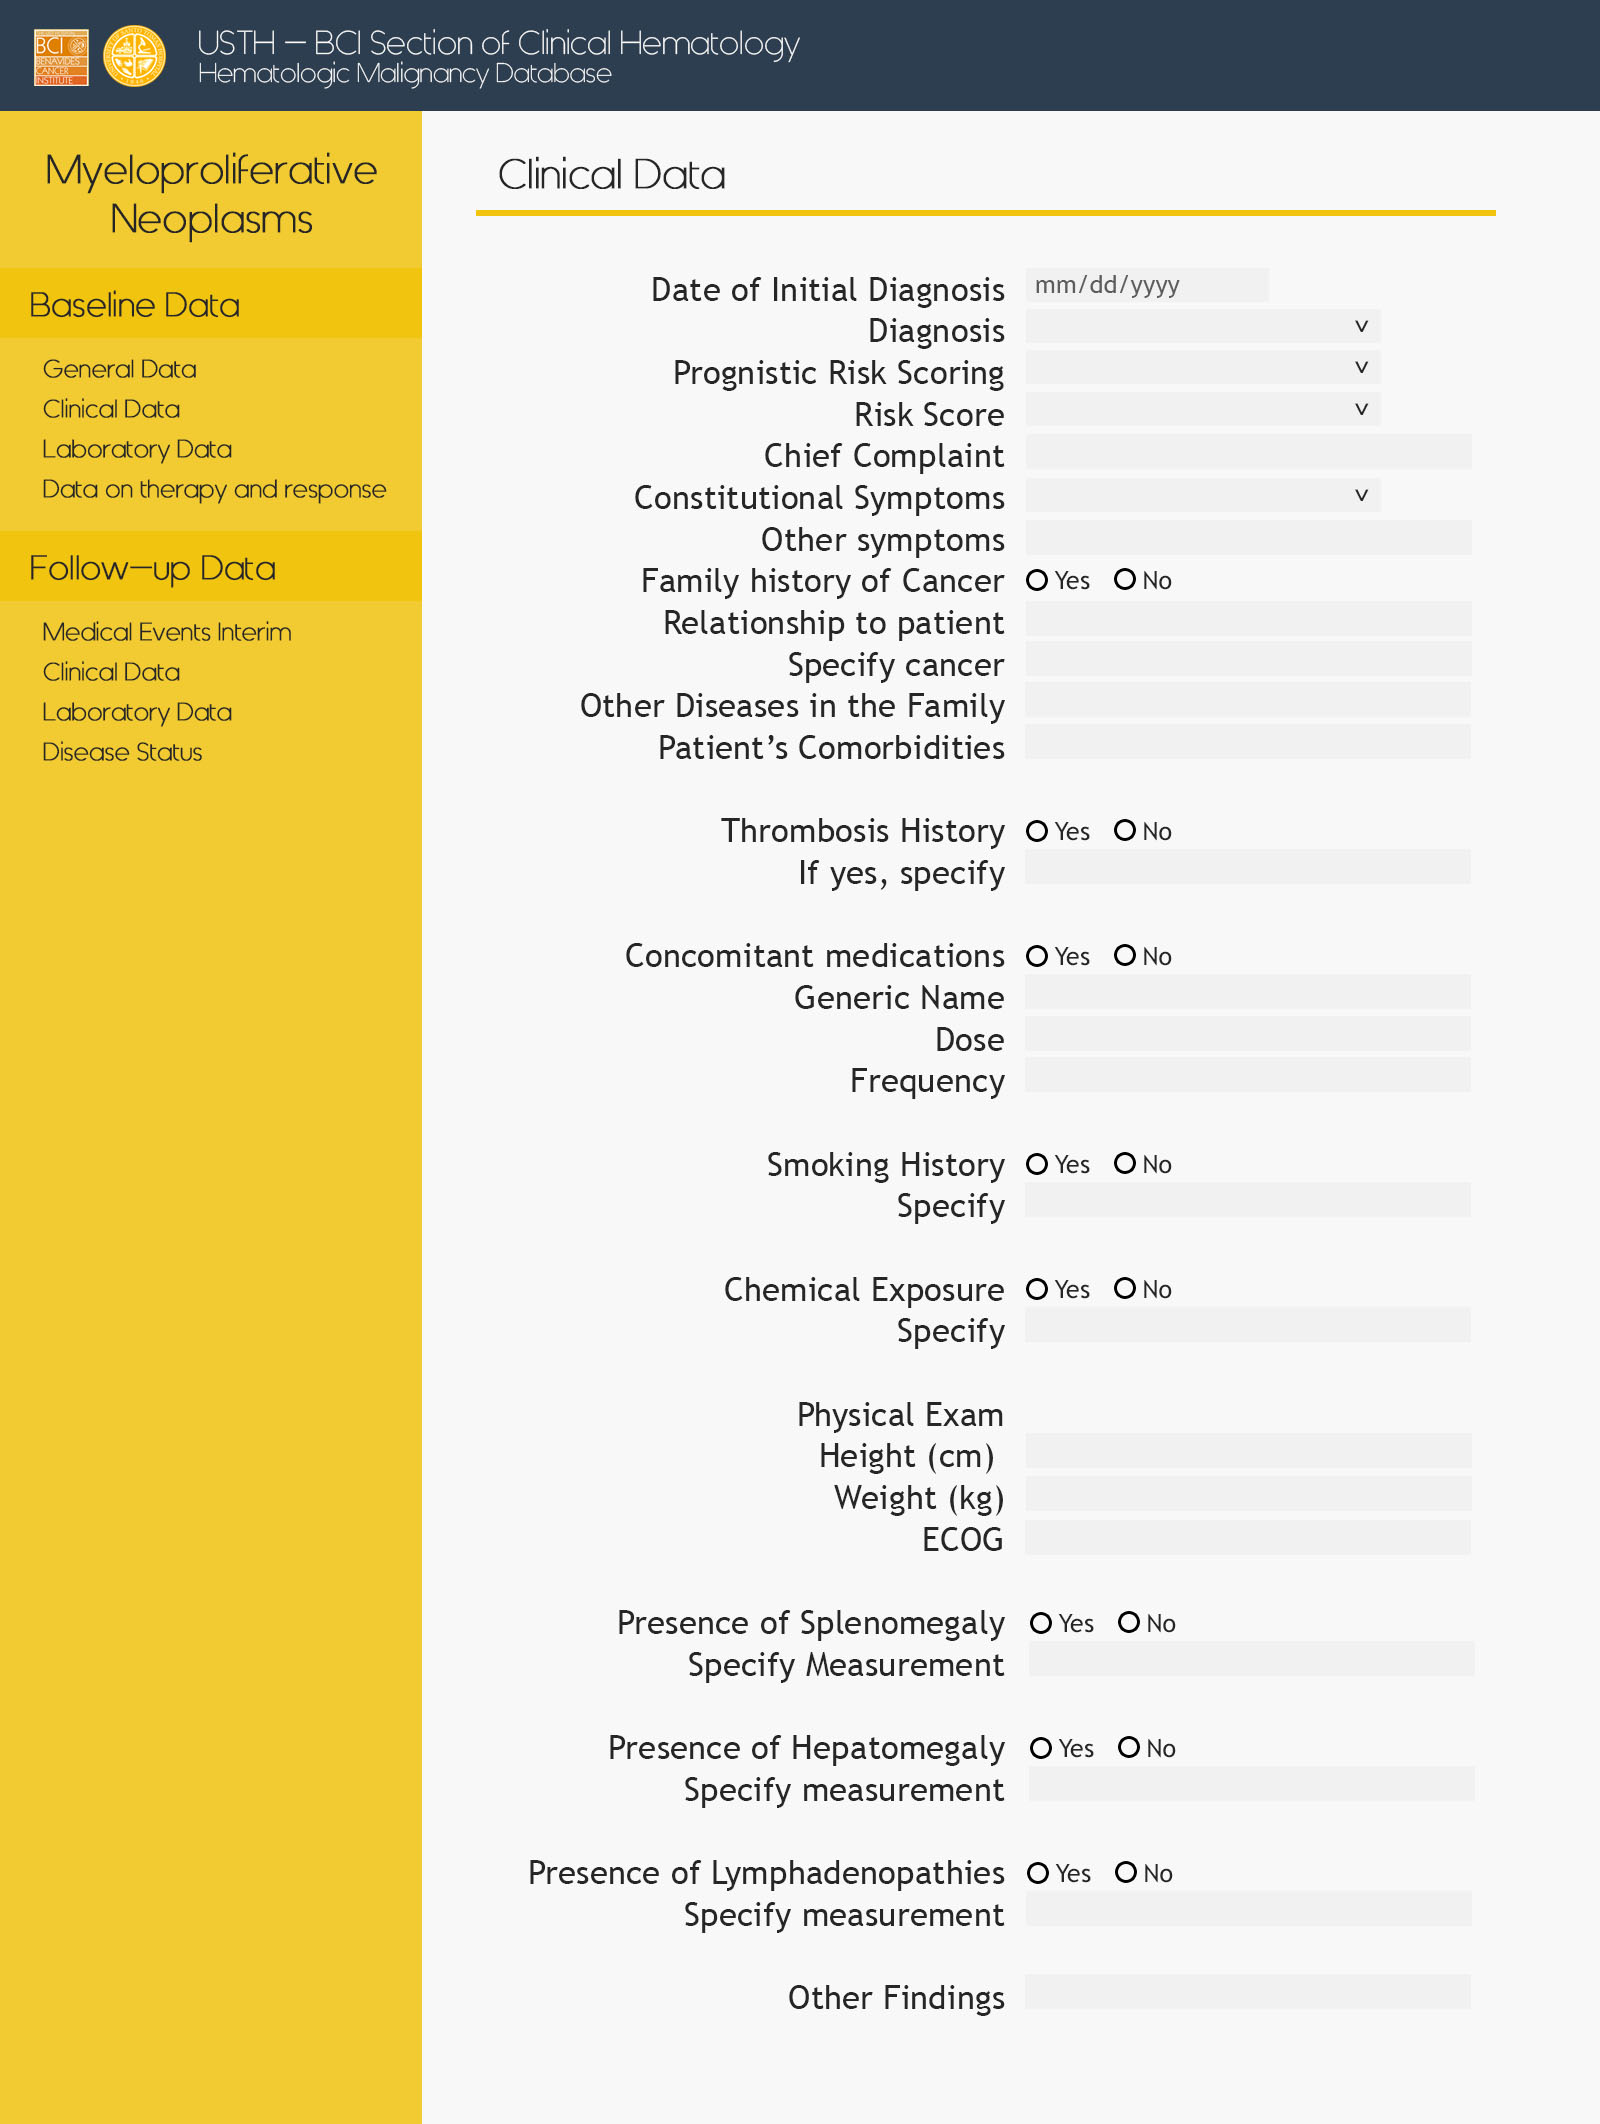 BCI
BENAVIDES
CANCER
INSTITUTE
USTH – BCI Section of Clinical Hematology
Hematologic Malignancy Database
Myeloproliferative
Neoplasms
Baseline Data
General Data
Clinical Data
Laboratory Data
Data on therapy and response
Follow-up Data
Medical Events Interim
Clinical Data
Laboratory Data
Disease Status
Clinical Data
Date of Initial Diagnosis mm/dd/yyyy
Diagnosis
Prognistic Risk Scoring
Risk Score
Chief Complaint
Constitutional Symptoms
Other symptoms
Family history of Cancer Yes No
Relationship to patient
Specify cancer
Other Diseases in the Family
Patient’s Comorbidities
Thrombosis History Yes No
If yes, specify
Concomitant medications Yes No
Generic Name
Dose
Frequency
Smoking History Yes No
Specify
Chemical Exposure Yes No
Specify
Physical Exam
Height (cm)
Weight (kg)
ECOG
Presence of Splenomegaly Yes No
Specify Measurement
Presence of Hepatomegaly Yes No
Specify measurement
Presence of Lymphadenopathies Yes No
Specify measurement
Other Findings